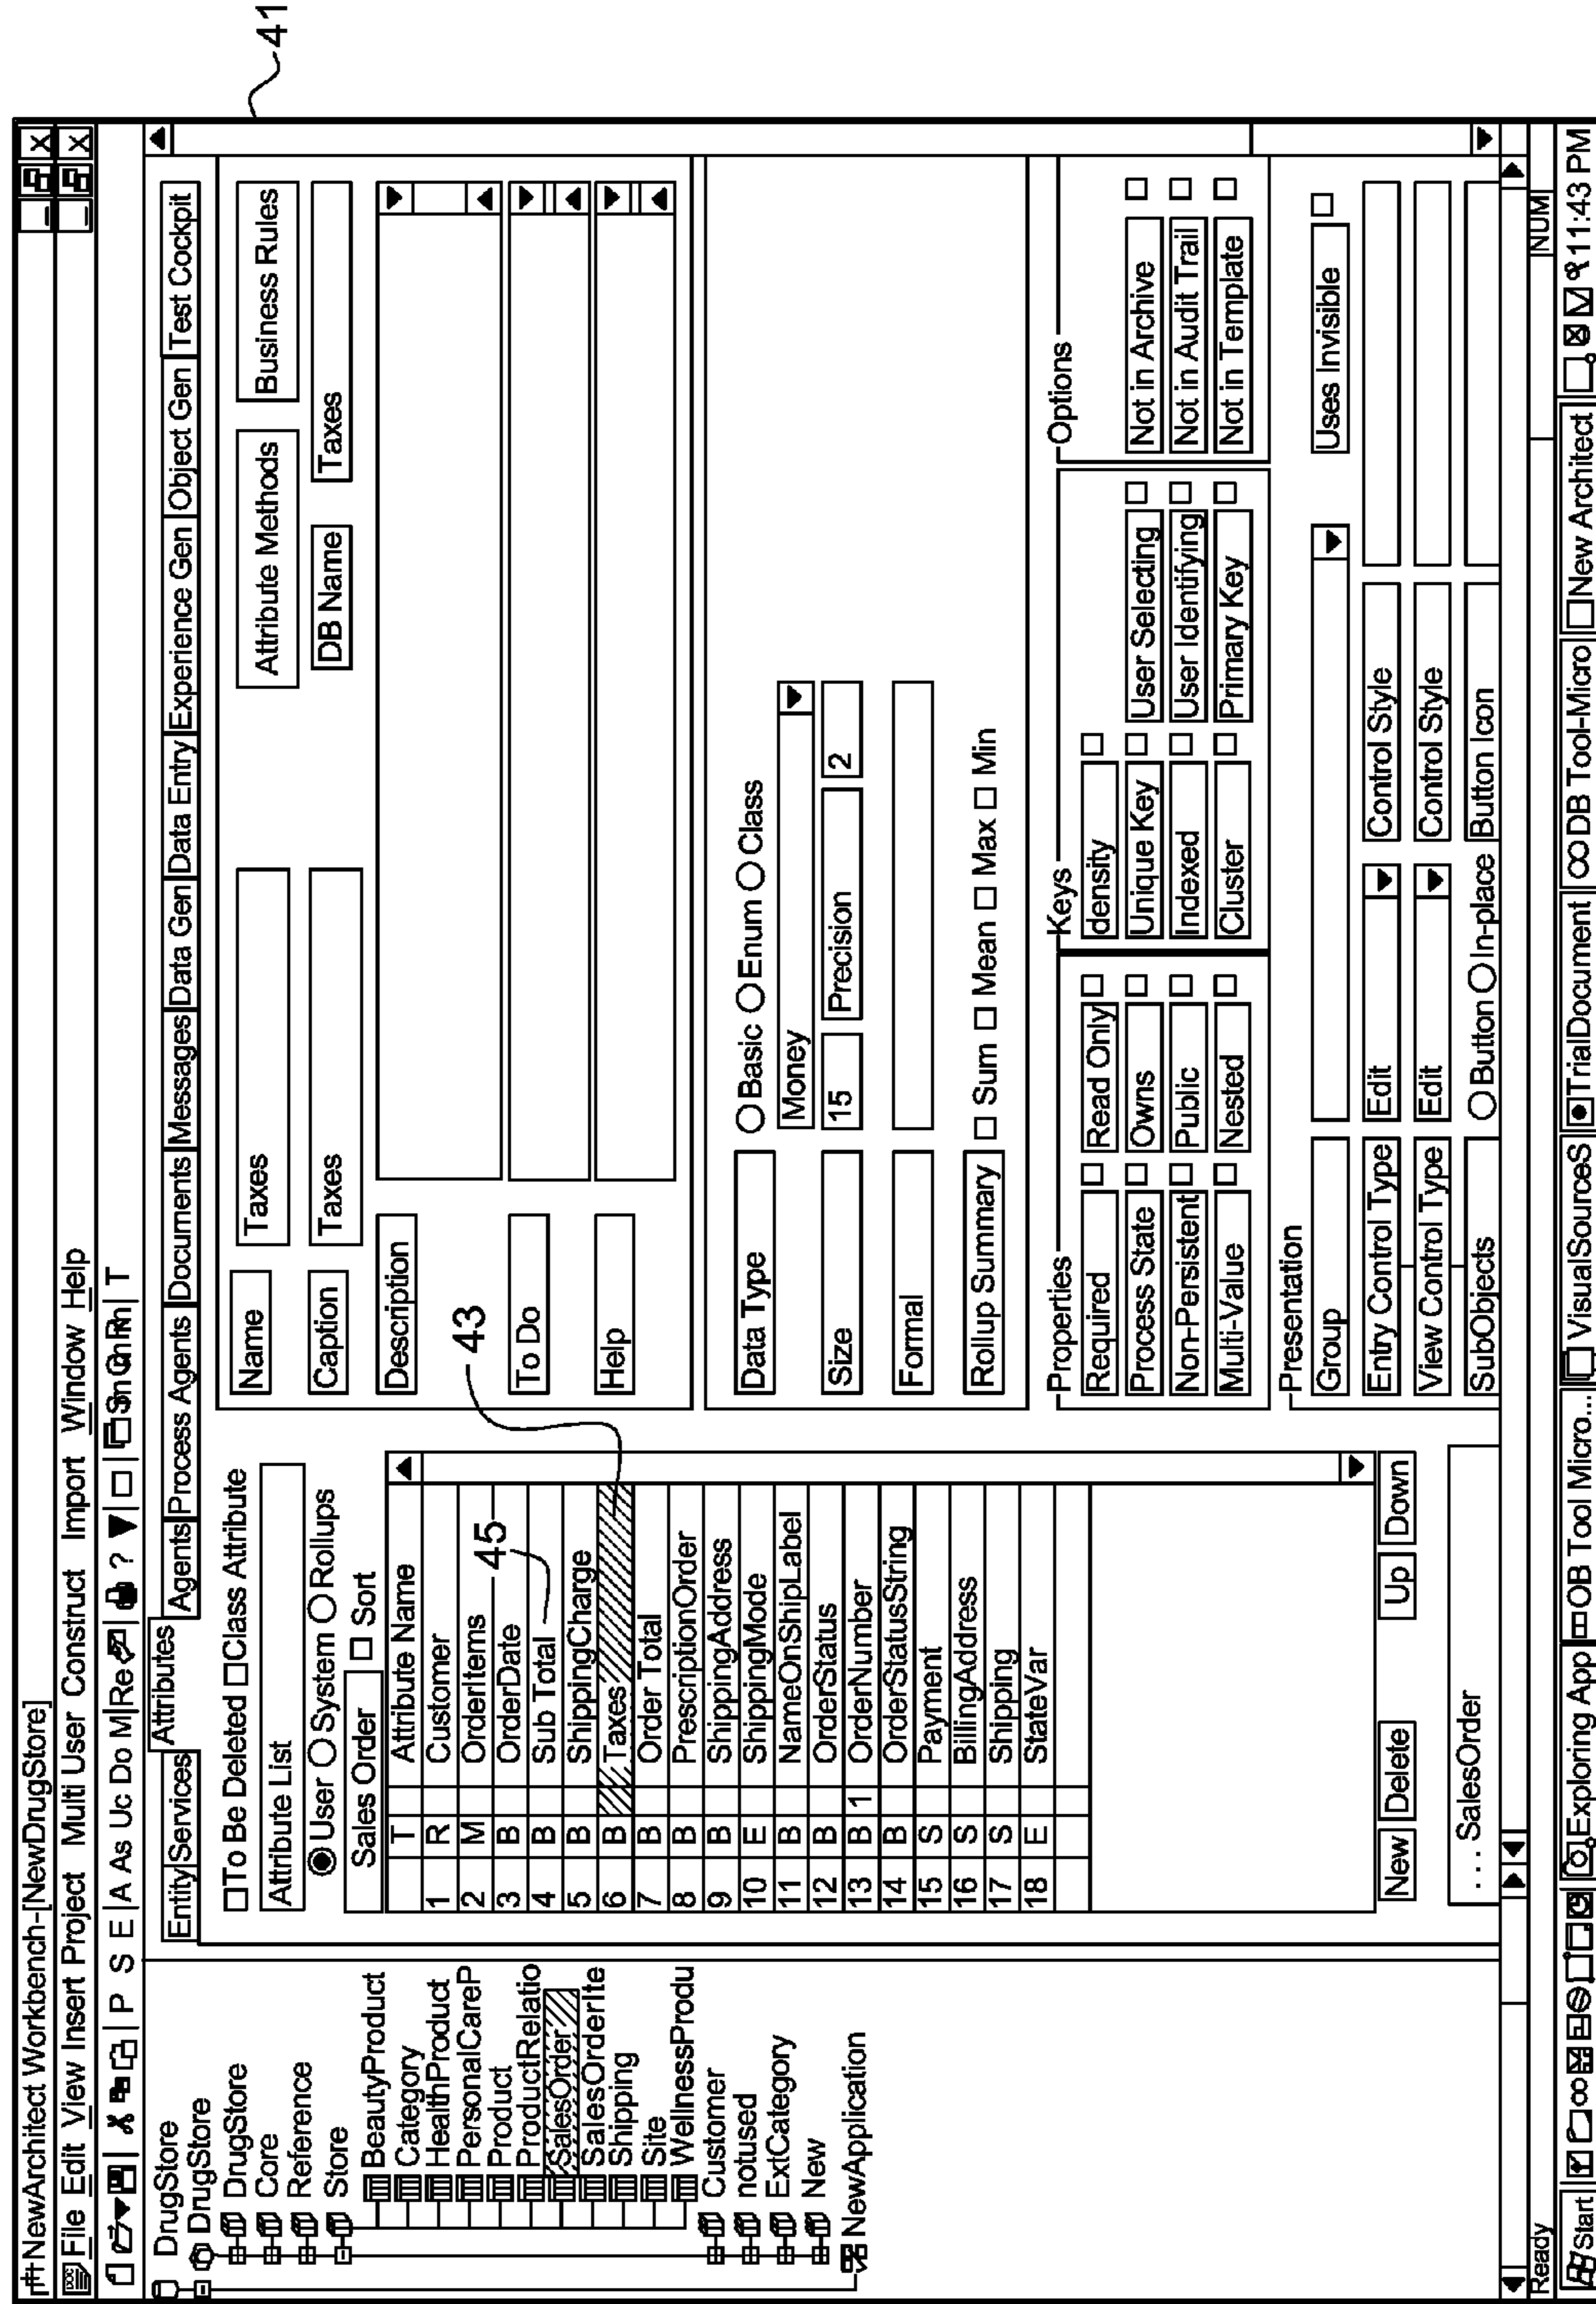 NewArchitect Workbench-[NewDrugStore]
File Edit View Insert Project Multi User Construct Import Window Help
P S E A As Uc Do M Re ? T
DrugStore
DrugStore
DrugStore
Core
Reference
Store
BeautyProduct
Category
HealthProduct
PersonalCareP
Product
ProductRelatio
SalesOrder
SalesOrderIte
Shipping
Site
WellnessProdu
Customer
notused
ExtCategory
New
NewApplication
Entity Services Attributes Agents Process Agents Documents Messages Data Gen Data Entry Experience Gen Object Gen Test Cockpit
To Be Deleted Class Attribute
Attribute List
User System Rollups
Sales Order Sort
T Attribute Name
1 R Customer
2 M OrderItems
3 B OrderDate
4 B Sub Total
5 B ShippingCharge
6 B Taxes
7 B Order Total
8 B PrescriptionOrder
9 B ShippingAddress
10 E ShippingMode
11 B NameOnShipLabel
12 B OrderStatus
13 B 1 OrderNumber
14 B OrderStatusString
15 S Payment
16 S BillingAddress
17 S Shipping
18 E StateVar
New Delete Up Down
... SalesOrder
45
43
41
Name Taxes Attribute Methods Business Rules
Caption Taxes DB Name Taxes
Description
To Do
Help
Data Type Basic Enum Class
Money
Size 15 Precision 2
Formal
Rollup Summary Sum Mean Max Min
Properties Keys Options
Required Read Only density
Process State Owns Unique Key User Selecting Not in Archive
Non-Persistent Public Indexed User Identifying Not in Audit Trail
Multi-Value Nested Cluster Primary Key Not in Template
Presentation
Group Uses Invisible
Entry Control Type Edit Control Style
View Control Type Edit Control Style
SubObjects Button In-place Button Icon
Ready NUM
Start Exploring App OB Tool Micro... VisualSourceS TrialDocument DB Tool-Micro New Architect 11:43 PM